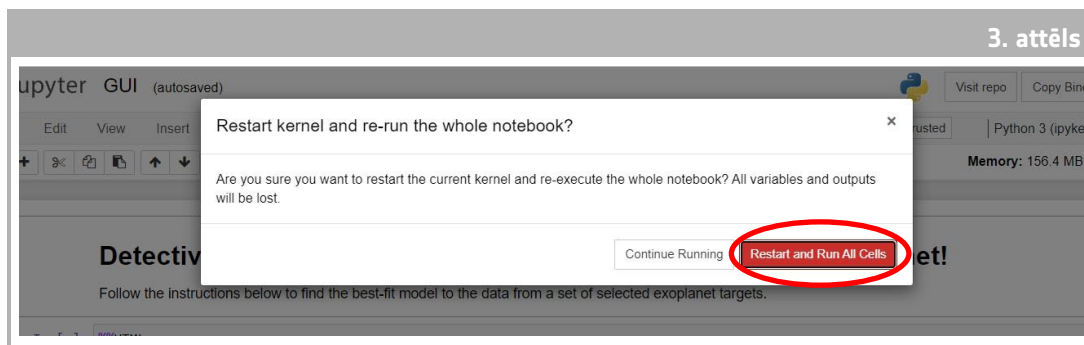 3. attēls
upyter GUI (autosaved)
Visit repo
Copy Bin
Edit View Insert
Restart kernel and re-run the whole notebook?
×
rusted
Python 3 (ipyke
Memory: 156.4 MB
Are you sure you want to restart the current kernel and re-execute the whole notebook? All variables and outputs
will be lost.
Continue Running
Restart and Run All Cells
Detectiv
et!
Follow the instructions below to find the best-fit model to the data from a set of selected exoplanet targets.